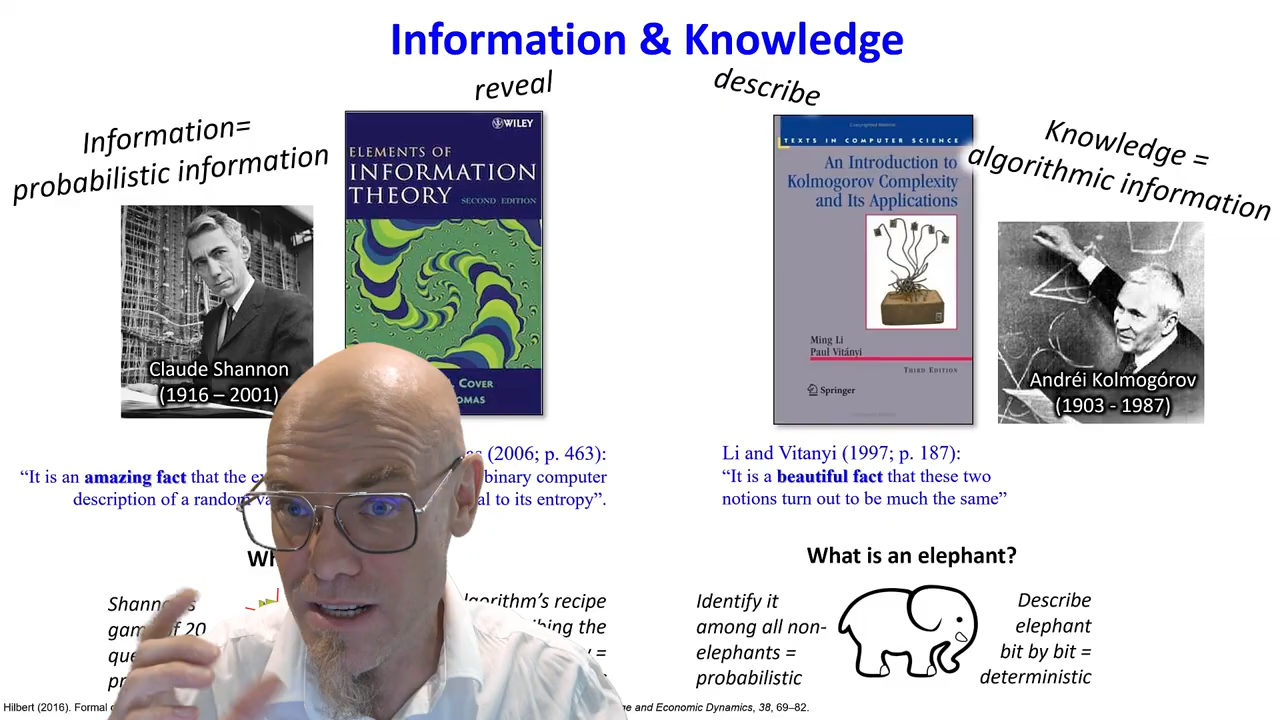 Information & Knowledge
reveal
describe
Information=
probabilistic information
Knowledge =
algorithmic information
WILEY
ELEMENTS OF
INFORMATION
THEORY SECOND EDITION
COVER
OMAS
Claude Shannon
(1916 – 2001)
TEXTS IN COMPUTER SCIENCE
An Introduction to
Kolmogorov Complexity
and Its Applications
Ming Li
Paul Vitányi
THIRD EDITION
Springer
Andréi Kolmogórov
(1903 - 1987)
(2006; p. 463):
“It is an amazing fact that the binary computer
description of a random al to its entropy”.
Li and Vitanyi (1997; p. 187):
“It is a beautiful fact that these two
notions turn out to be much the same”
What is an elephant?
game of 20
recipe
the
=
Identify it
among all non-
elephants =
probabilistic
Describe
elephant
bit by bit =
deterministic
Hilbert (2016). Formal and Economic Dynamics, 38, 69–82.